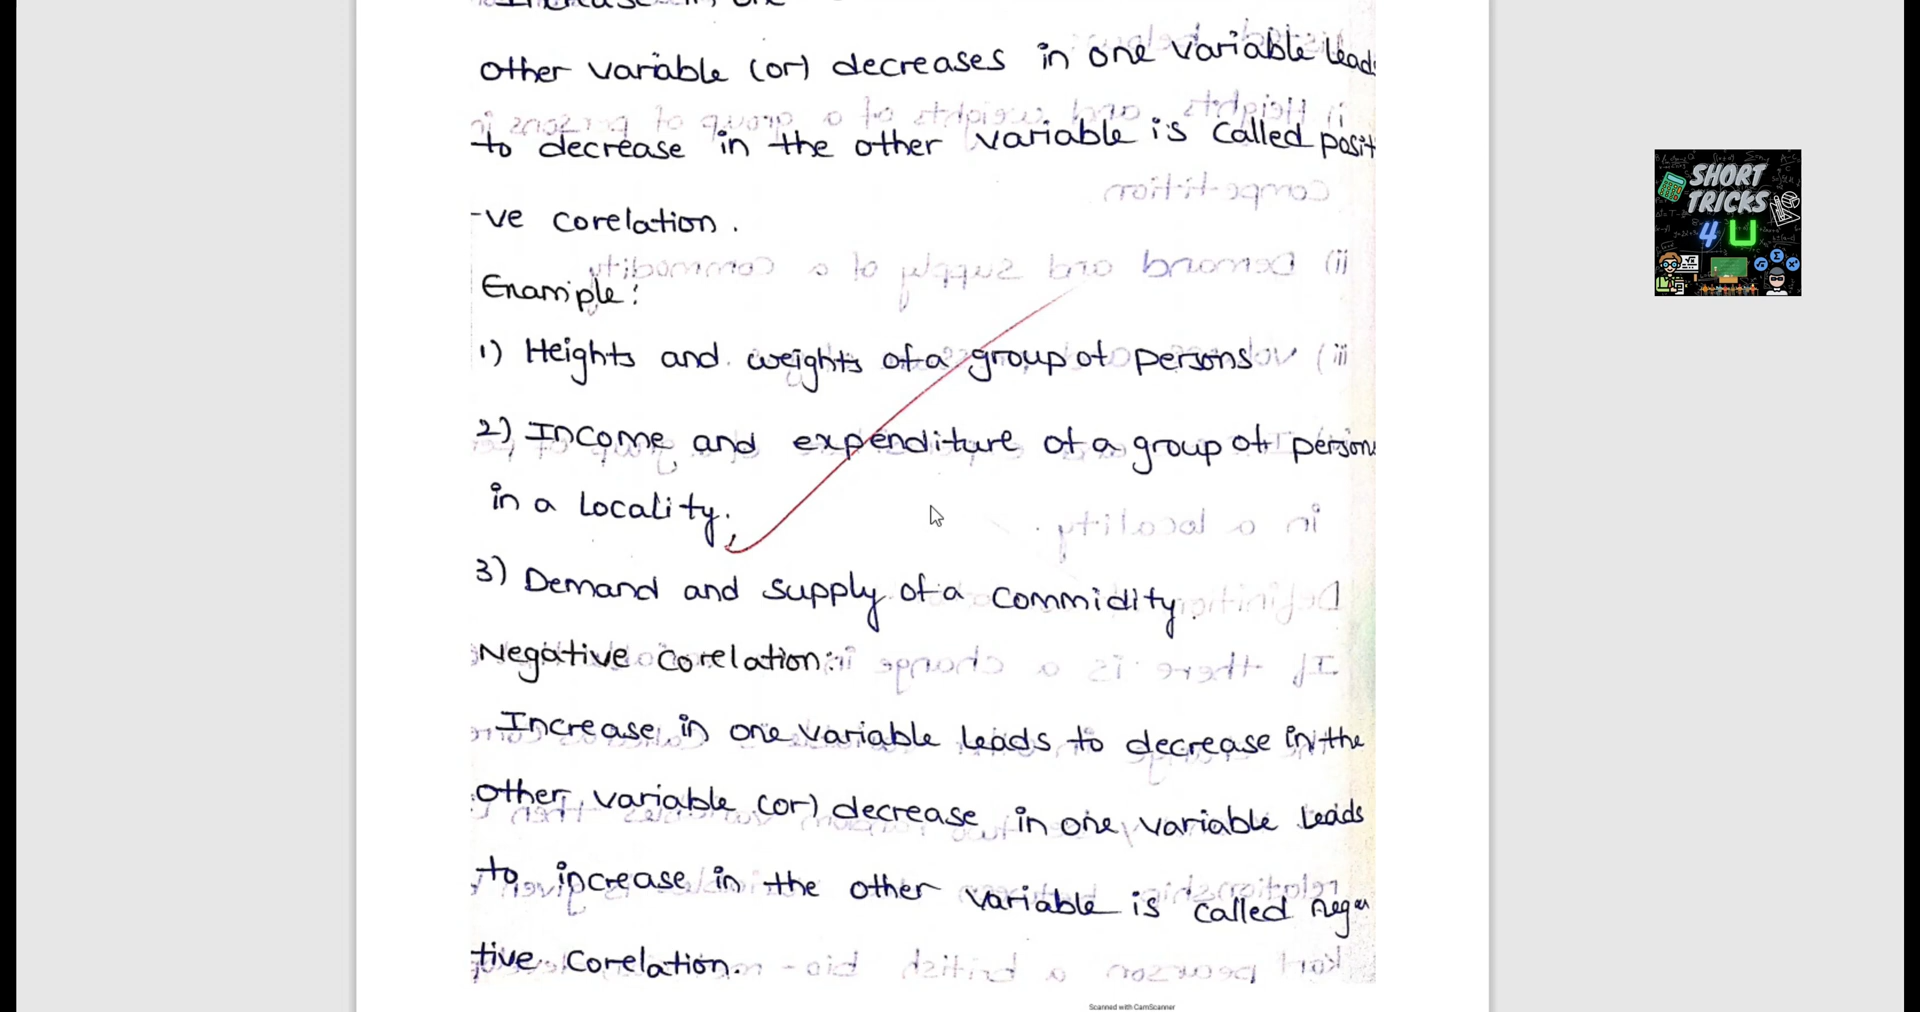 other variable (or) decreases in one variable lead
to decrease in the other variable is called posit
-ve corelation.
Example:
1) Heights and weights of a group of persons
2) Income and expenditure of a group of person
in a locality.
3) Demand and supply of a commidity.
Negative corelation:
Increase in one variable leads to decrease in the
other variable (or) decrease in one variable leads
to increase in the other variable is called nega
tive corelation.
Scanned with CamScanner
SHORT
TRICKS
4 U